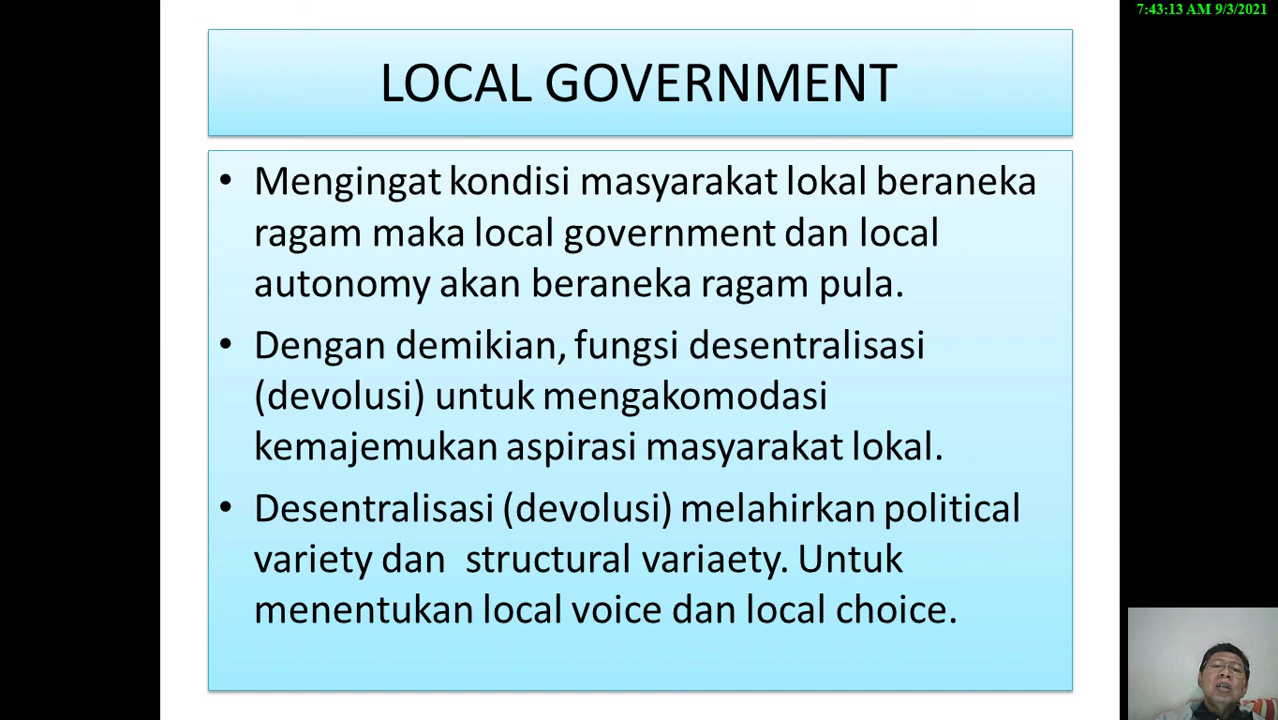 7:43:13 AM 9/3/2021
LOCAL GOVERNMENT
• Mengingat kondisi masyarakat lokal beraneka
ragam maka local government dan local
autonomy akan beraneka ragam pula.
• Dengan demikian, fungsi desentralisasi
(devolusi) untuk mengakomodasi
kemajemukan aspirasi masyarakat lokal.
• Desentralisasi (devolusi) melahirkan political
variety dan  structural variaety. Untuk
menentukan local voice dan local choice.